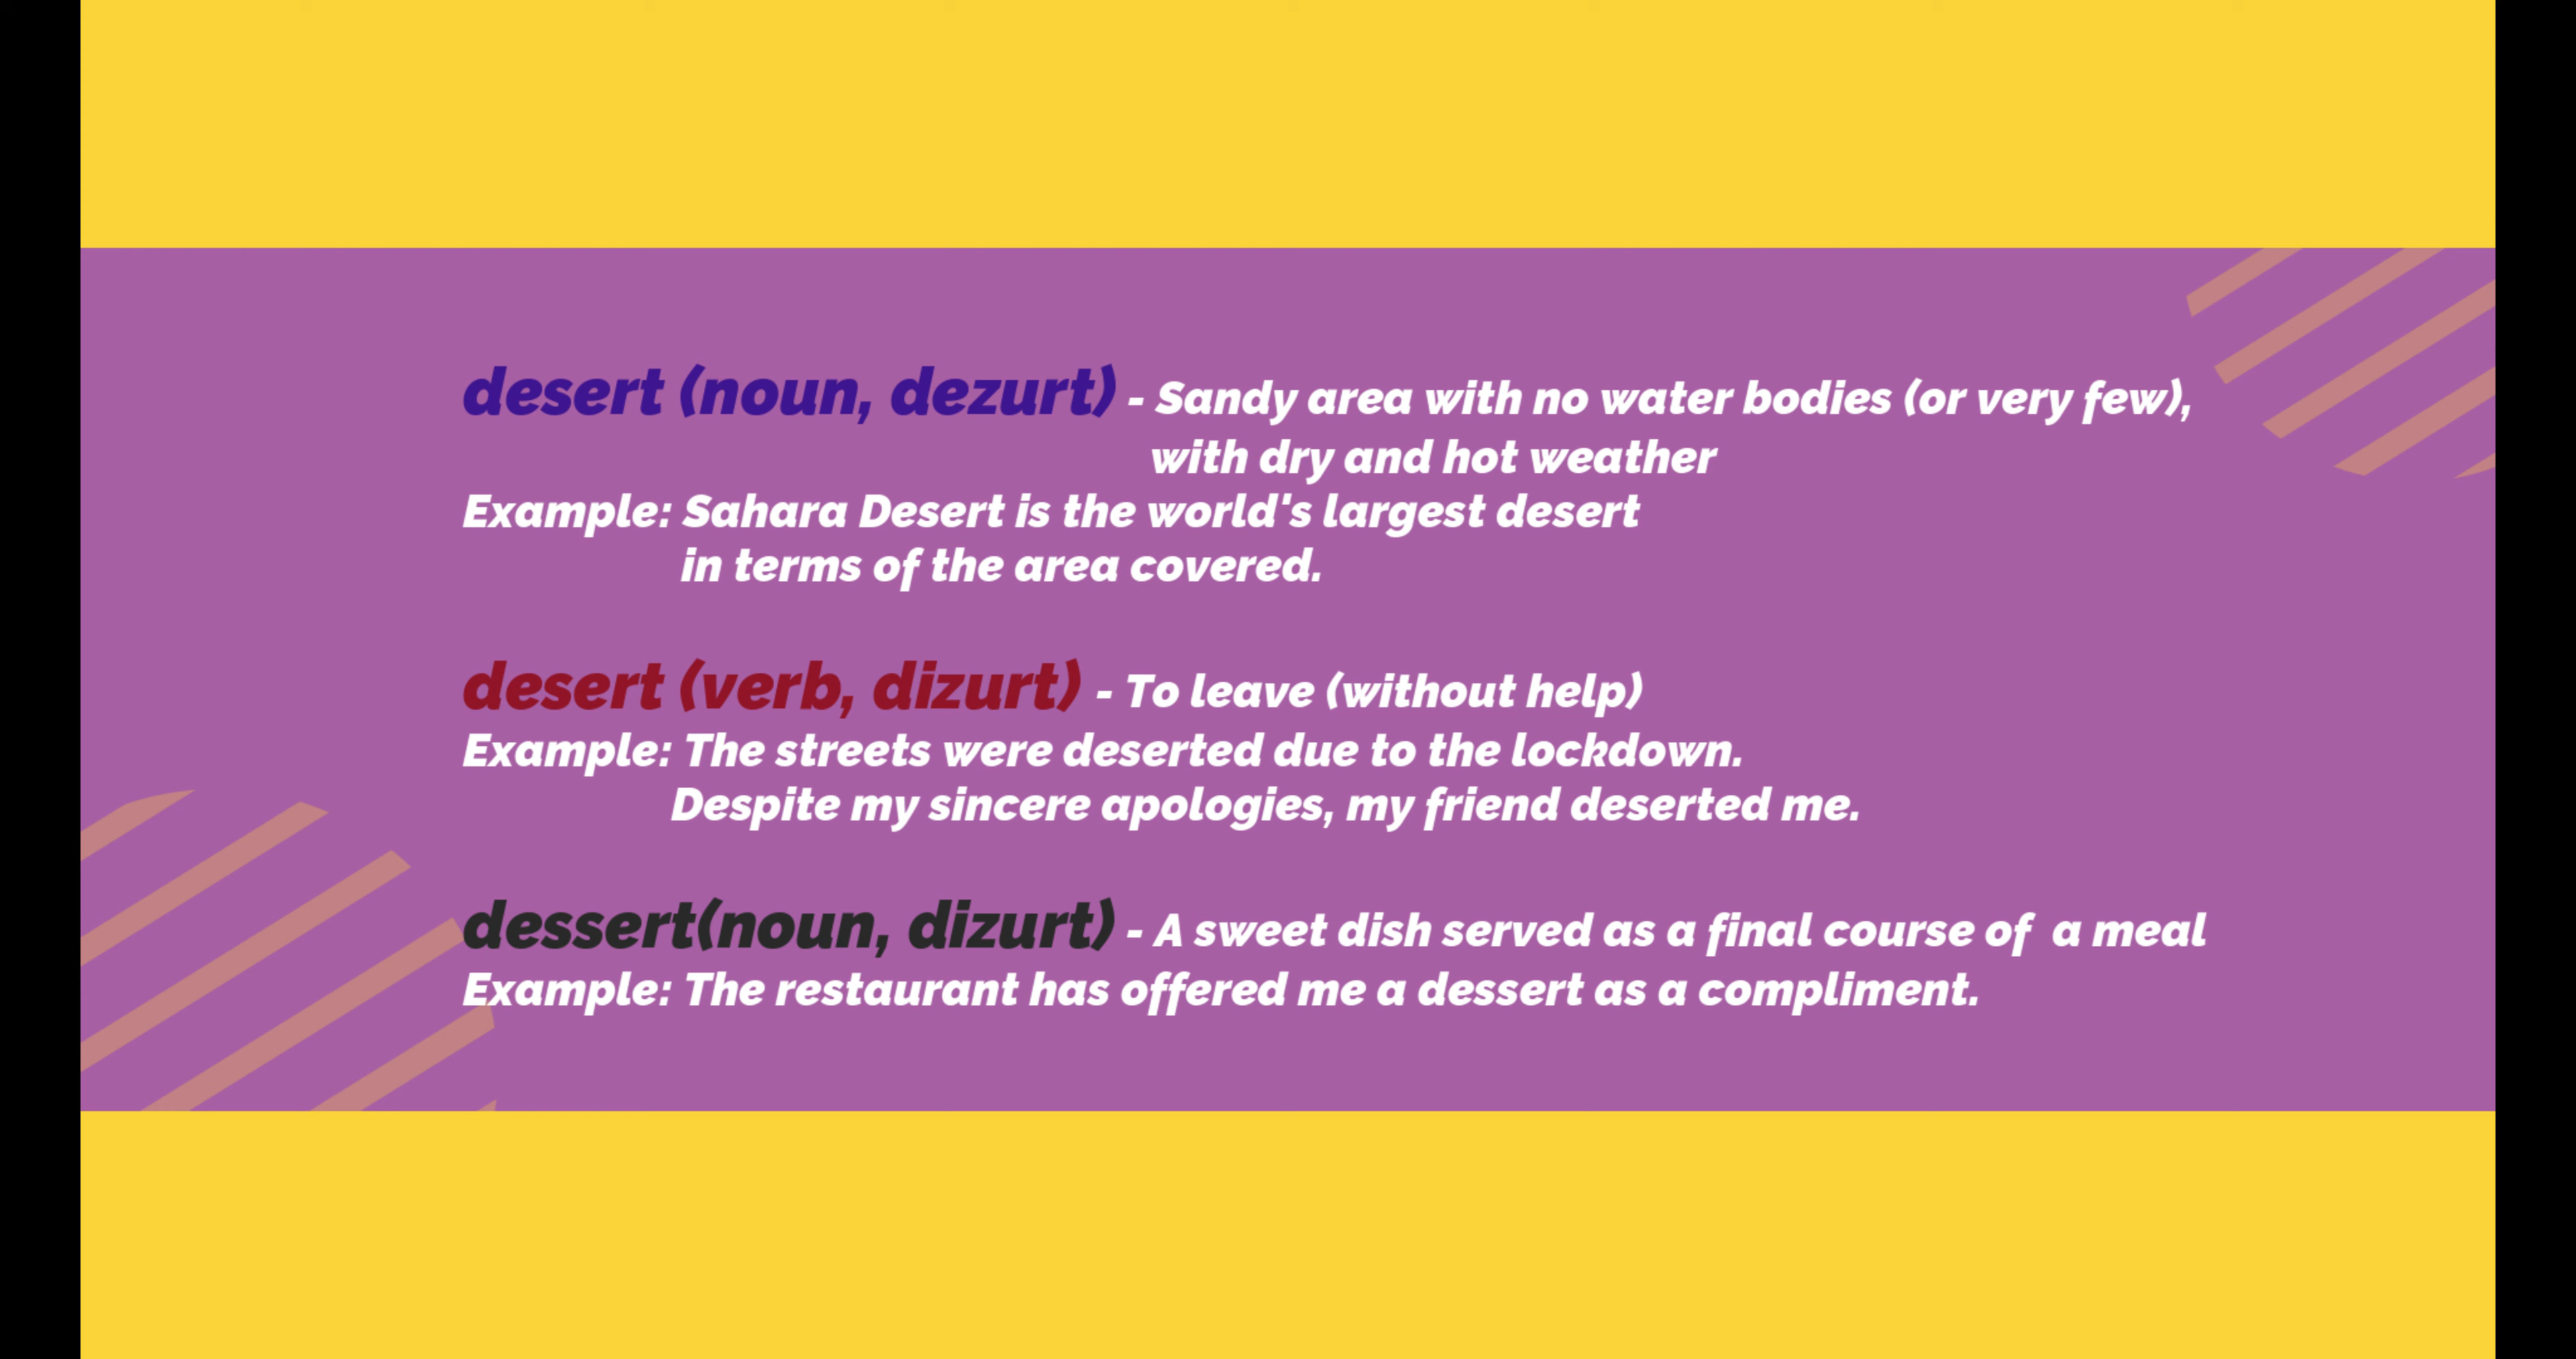 desert (noun, dezurt) - Sandy area with no water bodies (or very few),
with dry and hot weather
Example: Sahara Desert is the world's largest desert
in terms of the area covered.
desert (verb, dizurt) - To leave (without help)
Example: The streets were deserted due to the lockdown.
Despite my sincere apologies, my friend deserted me.
dessert(noun, dizurt) - A sweet dish served as a final course of  a meal
Example: The restaurant has offered me a dessert as a compliment.